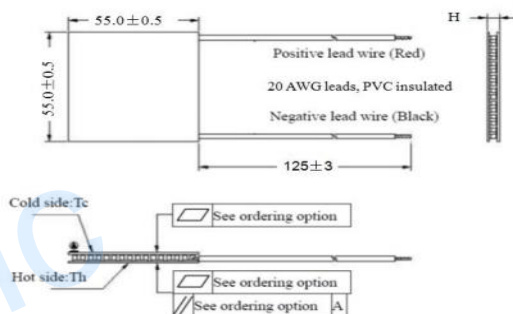 55.0±0.5
H
Positive lead wire (Red)
55.0±0.5
20 AWG leads, PVC insulated
Negative lead wire (Black)
125±3
Cold side:Tc
See ordering option
Hot side:Th
See ordering option
See ordering option A